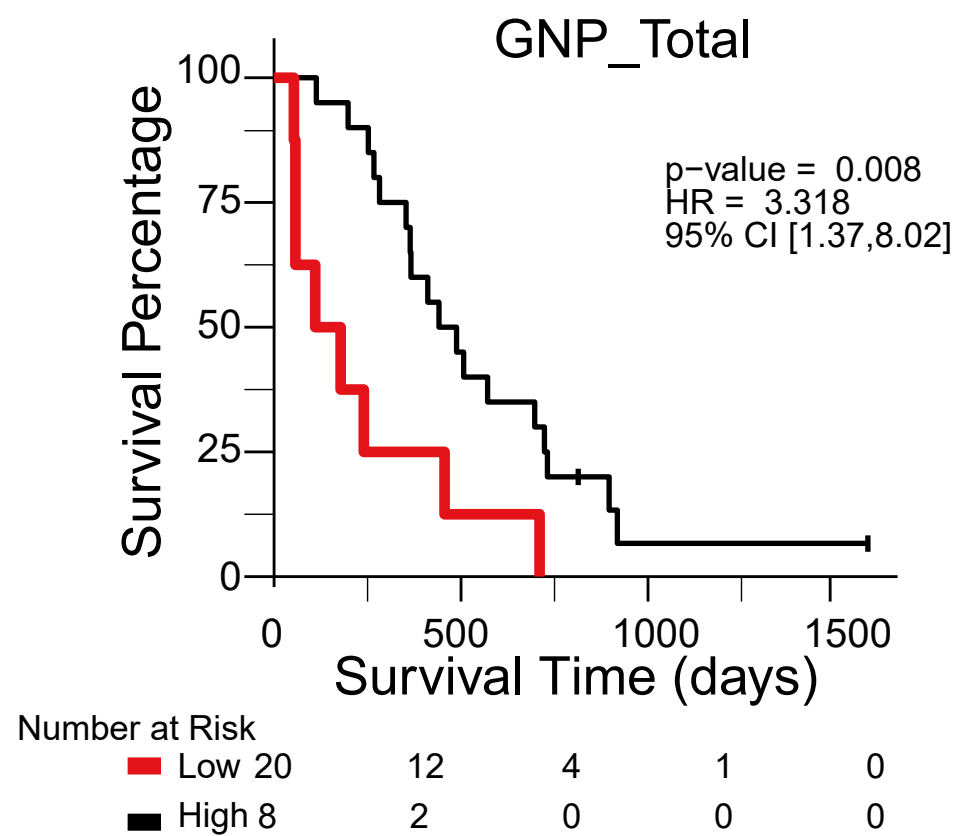 GNP_Total
100
75
50
25
0
Survival Percentage
p−value = 0.008
HR = 3.318
95% CI [1.37,8.02]
0 500 1000 1500
Survival Time (days)
Number at Risk
Low 20 12 4 1 0
High 8 2 0 0 0